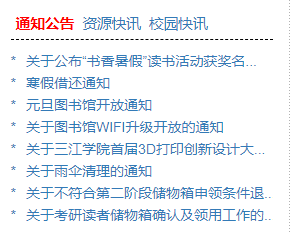 通知公告 资源快讯 校园快讯
* 关于公布“书香暑假”读书活动获奖名...
* 寒假借还通知
* 元旦图书馆开放通知
* 关于图书馆WIFI升级开放的通知
* 关于三江学院首届3D打印创新设计大...
* 关于雨伞清理的通知
* 关于不符合第二阶段储物箱申领条件退...
* 关于考研读者储物箱确认及领用工作的...